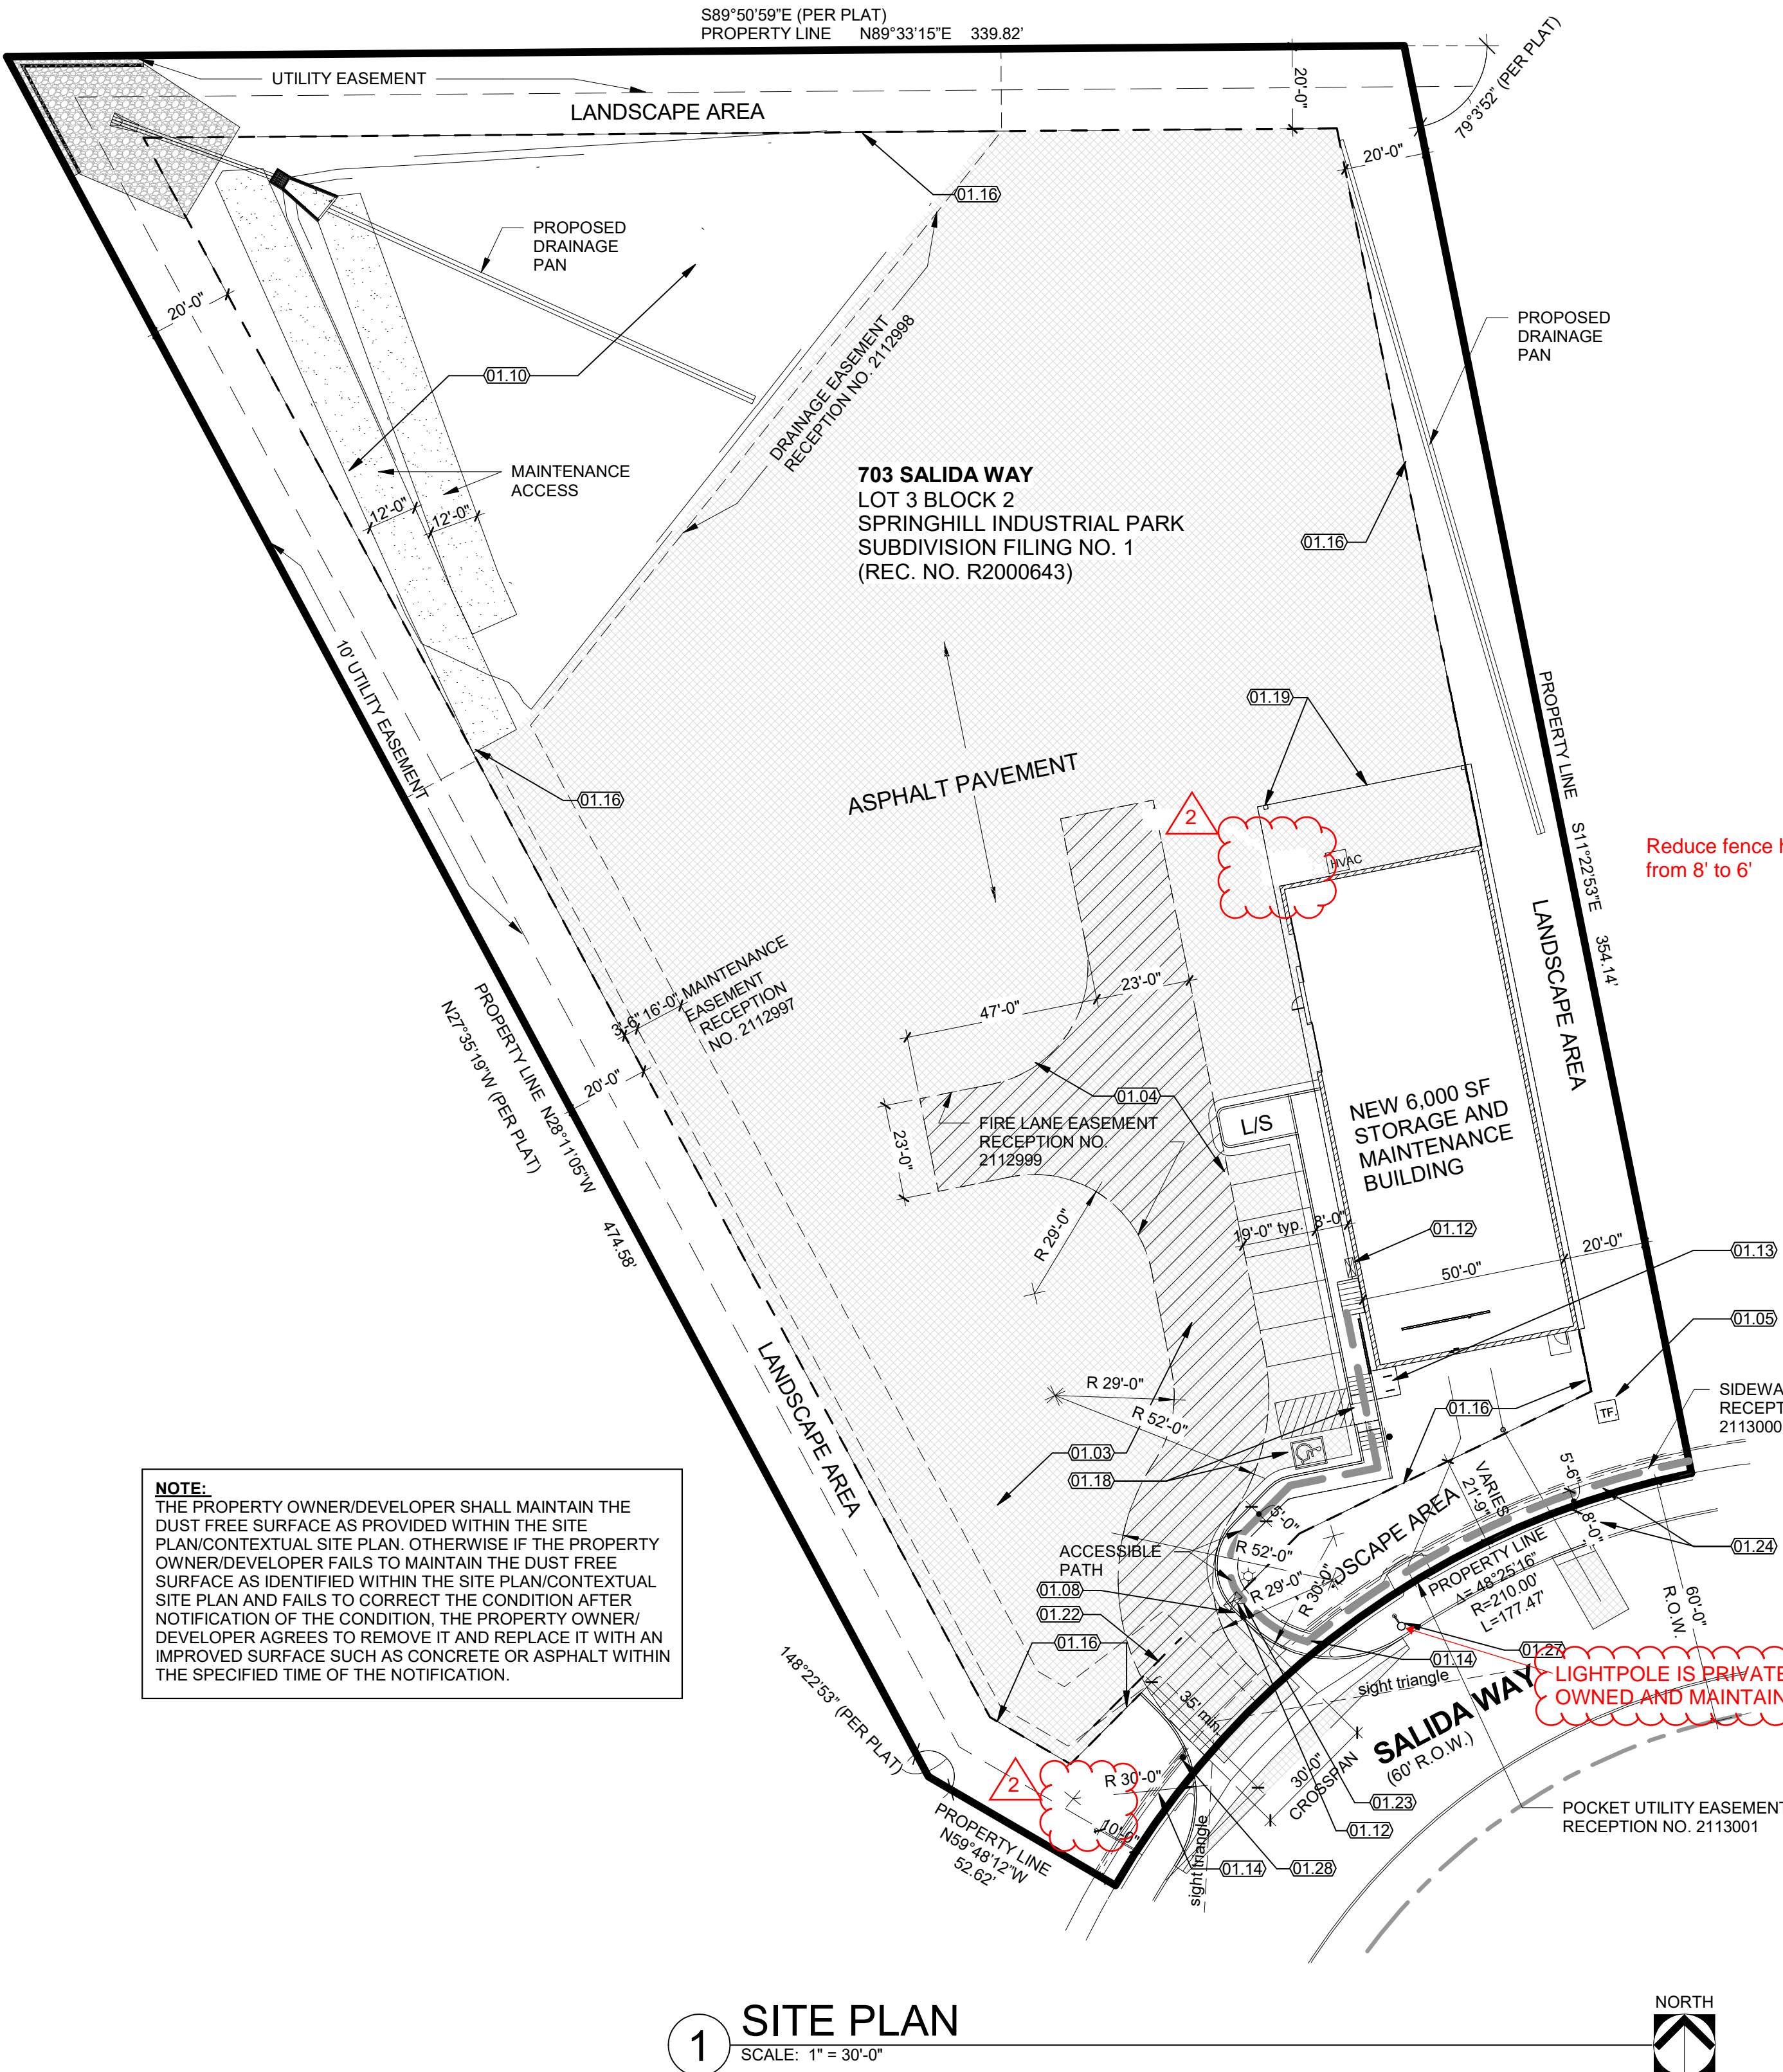 S89°50'59"E (PER PLAT)
PROPERTY LINE N89°33'15"E 339.82'
79°3'52" (PER PLAT)
UTILITY EASEMENT
LANDSCAPE AREA
20'-0"
20'-0"
01.16
PROPOSED
DRAINAGE
PAN
20'-0"
PROPOSED
DRAINAGE
PAN
01.10
DRAINAGE EASEMENT
RECEPTION NO. 2112998
MAINTENANCE
ACCESS
12'-0"
12'-0"
703 SALIDA WAY
LOT 3 BLOCK 2
SPRINGHILL INDUSTRIAL PARK
SUBDIVISION FILING NO. 1
(REC. NO. R2000643)
01.16
10' UTILITY EASEMENT
01.19
PROPERTY LINE S11°22'53"E 354.14'
ASPHALT PAVEMENT
01.16
2
HVAC
Reduce fence h
from 8' to 6'
LANDSCAPE AREA
3'-6"
16'-0" MAINTENANCE
EASEMENT
RECEPTION
NO. 2112997
23'-0"
47'-0"
PROPERTY LINE N28°11'05"W 474.58'
N27°35'19"W (PER PLAT)
20'-0"
01.04
FIRE LANE EASEMENT
RECEPTION NO.
2112999
23'-0"
L/S
NEW 6,000 SF
STORAGE AND
MAINTENANCE
BUILDING
R 29'-0"
19'-0" typ.
8'-0"
01.12
20'-0"
01.13
50'-0"
01.05
LANDSCAPE AREA
R 29'-0"
R 52'-0"
SIDEWA
RECEPT
2113000
01.16
TF.
01.03
01.18
NOTE:
THE PROPERTY OWNER/DEVELOPER SHALL MAINTAIN THE
DUST FREE SURFACE AS PROVIDED WITHIN THE SITE
PLAN/CONTEXTUAL SITE PLAN. OTHERWISE IF THE PROPERTY
OWNER/DEVELOPER FAILS TO MAINTAIN THE DUST FREE
SURFACE AS IDENTIFIED WITHIN THE SITE PLAN/CONTEXTUAL
SITE PLAN AND FAILS TO CORRECT THE CONDITION AFTER
NOTIFICATION OF THE CONDITION, THE PROPERTY OWNER/
DEVELOPER AGREES TO REMOVE IT AND REPLACE IT WITH AN
IMPROVED SURFACE SUCH AS CONCRETE OR ASPHALT WITHIN
THE SPECIFIED TIME OF THE NOTIFICATION.
VARIES
21'-9"
5'-6"
8'-0"
5'-0"
DSCAPE AREA
01.24
ACCESSIBLE
PATH
R 52'-0"
R 29'-0"
R 30'-0"
PROPERTY LINE
Δ= 48°25'16"
R=210.00'
L=177.47'
60'-0"
R.O.W.
01.08
01.22
01.16
01.27
01.14
LIGHTPOLE IS PRIVATE
OWNED AND MAINTAIN
sight triangle
148°22'53" (PER PLAT)
35' min.
SALIDA WAY
(60' R.O.W.)
2
R 30'-0"
30'-0"
CROSSPAN
10'-0"
01.23
01.12
POCKET UTILITY EASEMENT
RECEPTION NO. 2113001
PROPERTY LINE
N59°48'12"W
52.62'
sight triangle
01.14
01.28
1
SITE PLAN
SCALE: 1" = 30'-0"
NORTH